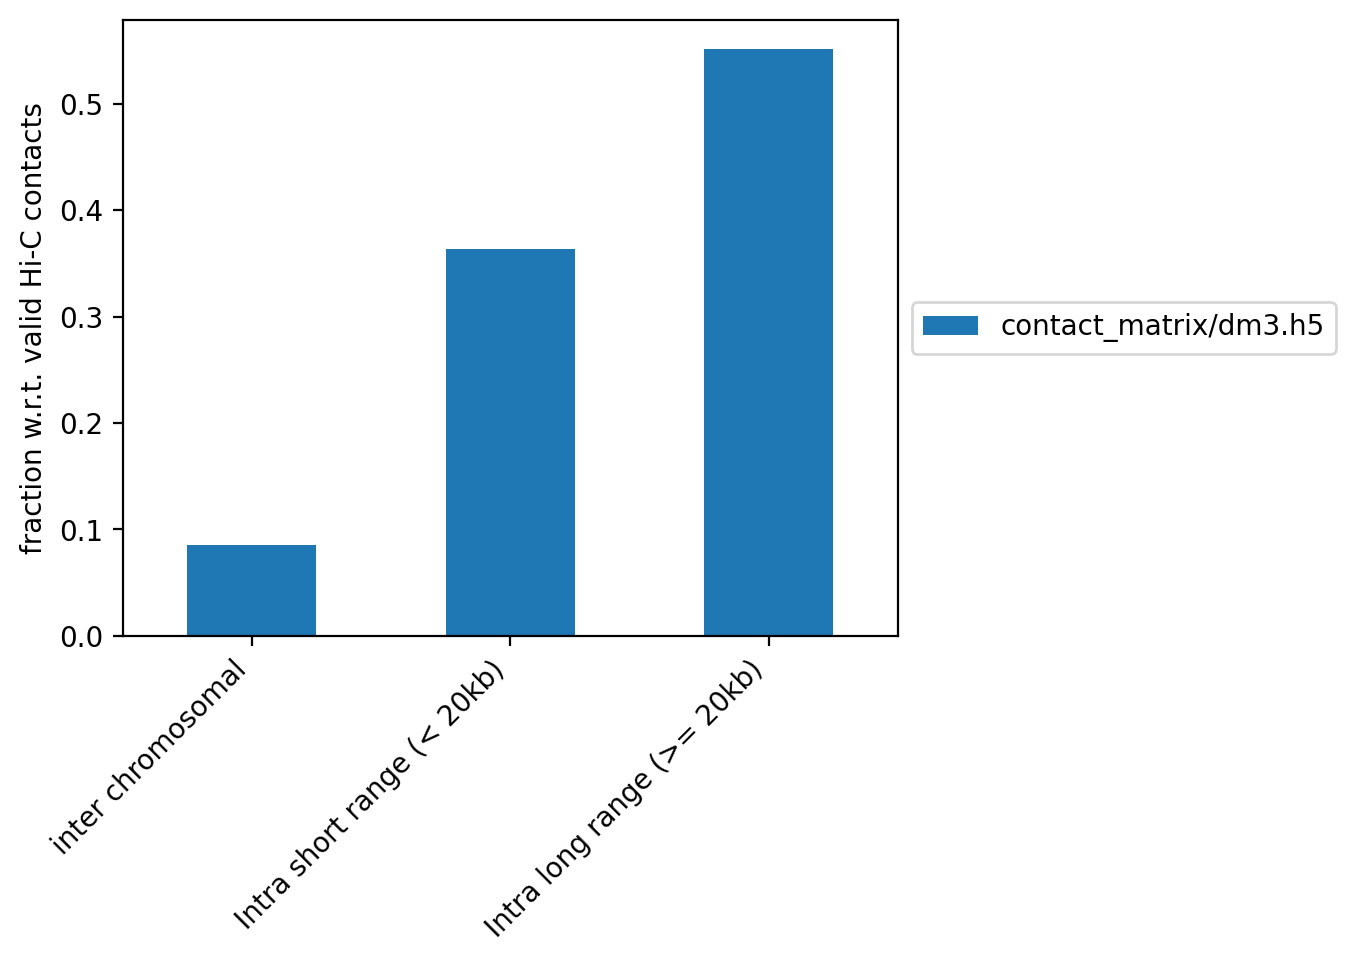 fraction w.r.t. valid Hi-C contacts
0.5
0.4
0.3
0.2
0.1
0.0
inter chromosomal
Intra short range (< 20kb)
Intra long range (>= 20kb)
contact_matrix/dm3.h5